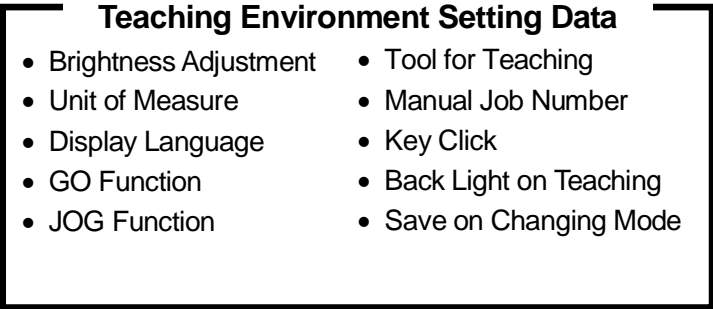 Teaching Environment Setting Data
• Brightness Adjustment
• Unit of Measure
• Display Language
• GO Function
• JOG Function
• Tool for Teaching
• Manual Job Number
• Key Click
• Back Light on Teaching
• Save on Changing Mode